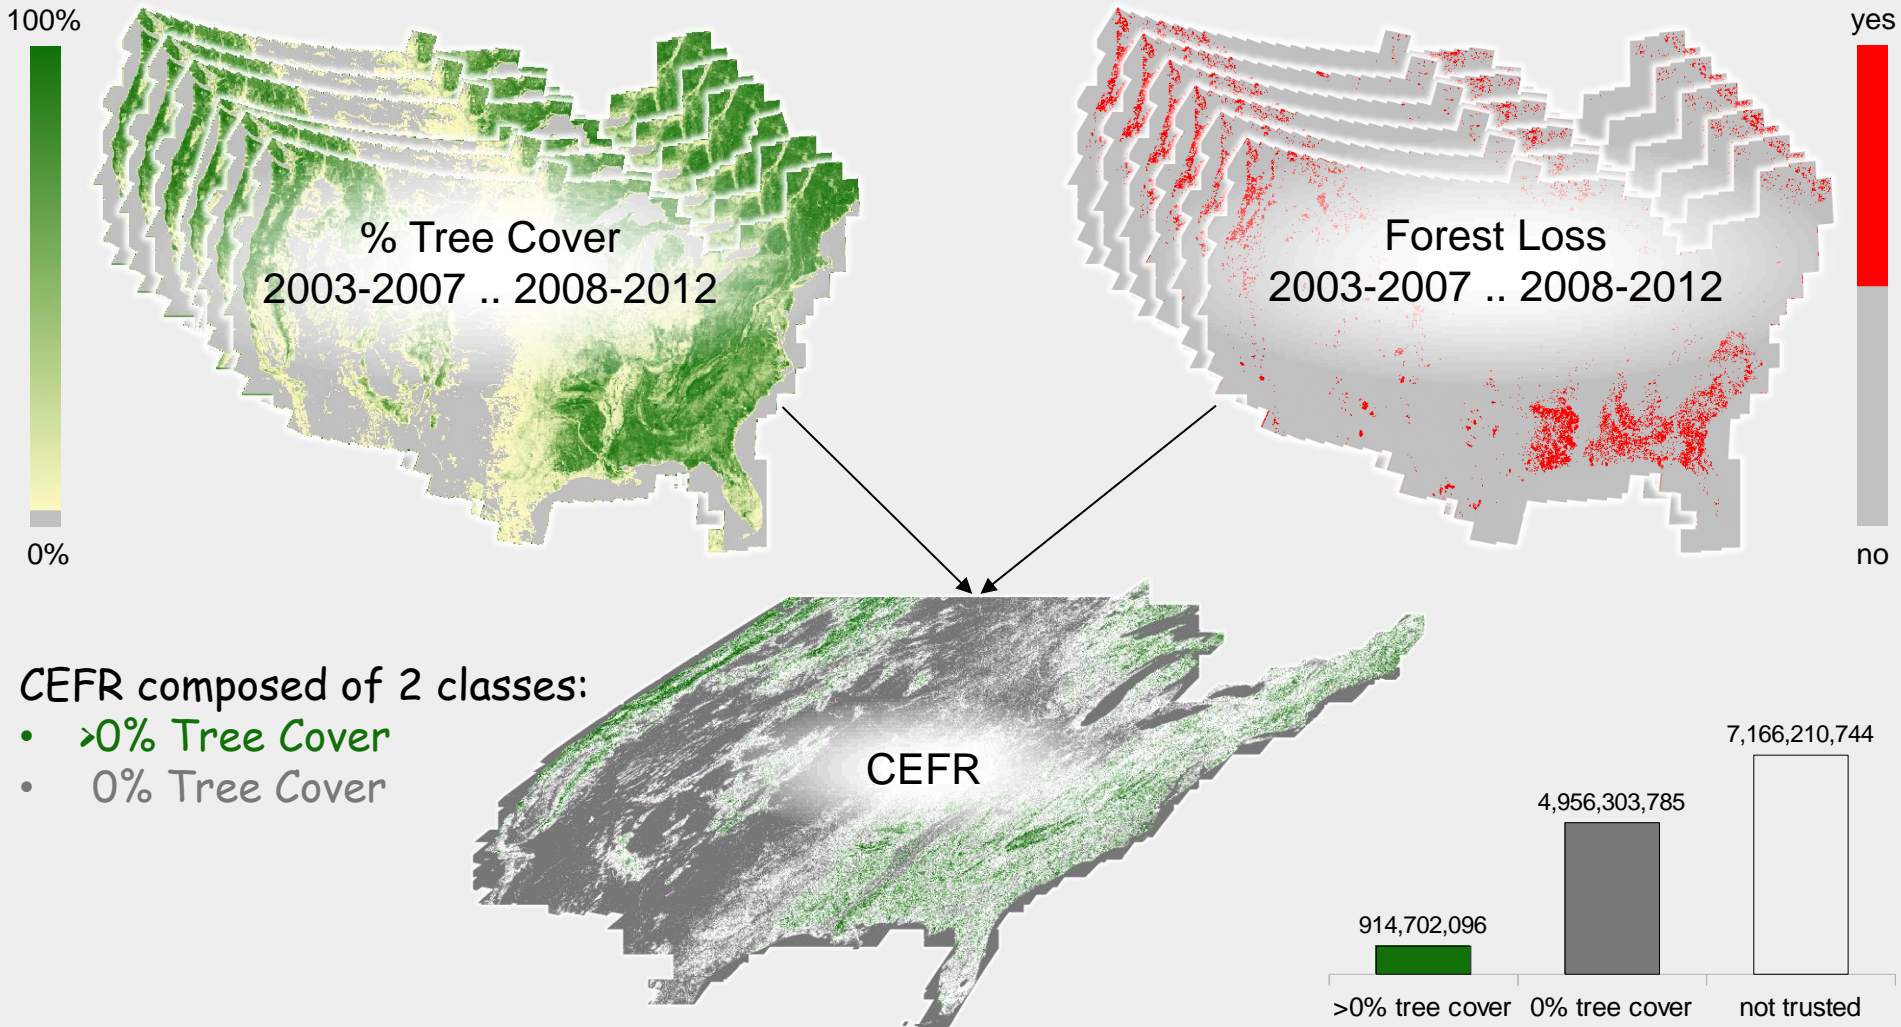 100%
% Tree Cover
2003-2007 .. 2008-2012
0%
yes
Forest Loss
2003-2007 .. 2008-2012
no
CEFR composed of 2 classes:
• >0% Tree Cover
• 0% Tree Cover
CEFR
7,166,210,744
4,956,303,785
914,702,096
>0% tree cover 0% tree cover not trusted